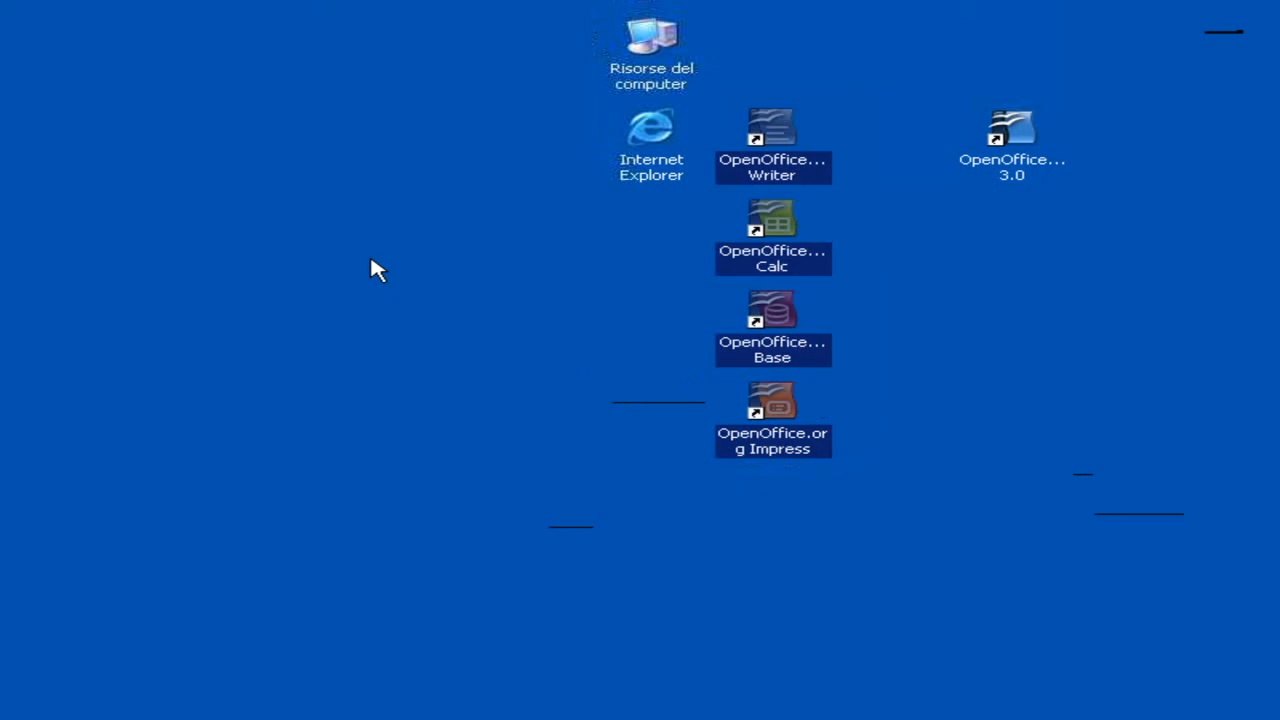 Risorse del
computer
Internet
Explorer
OpenOffice...
Writer
OpenOffice...
3.0
OpenOffice...
Calc
OpenOffice...
Base
OpenOffice.or
g Impress